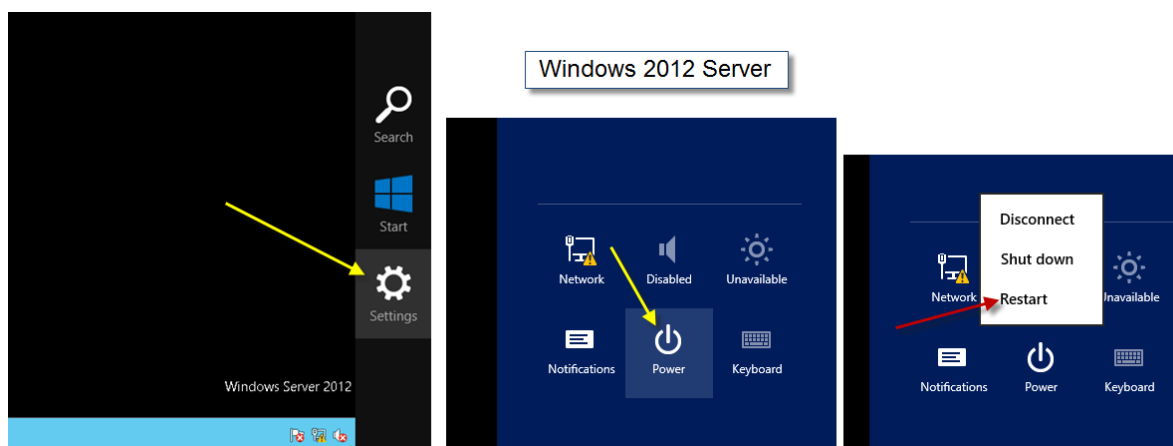 Windows 2012 Server
Search
Start
Settings
Windows Server 2012
Network
Disabled
Unavailable
Notifications
Power
Keyboard
Disconnect
Shut down
Restart
Network
navailable
Notifications
Power
Keyboard